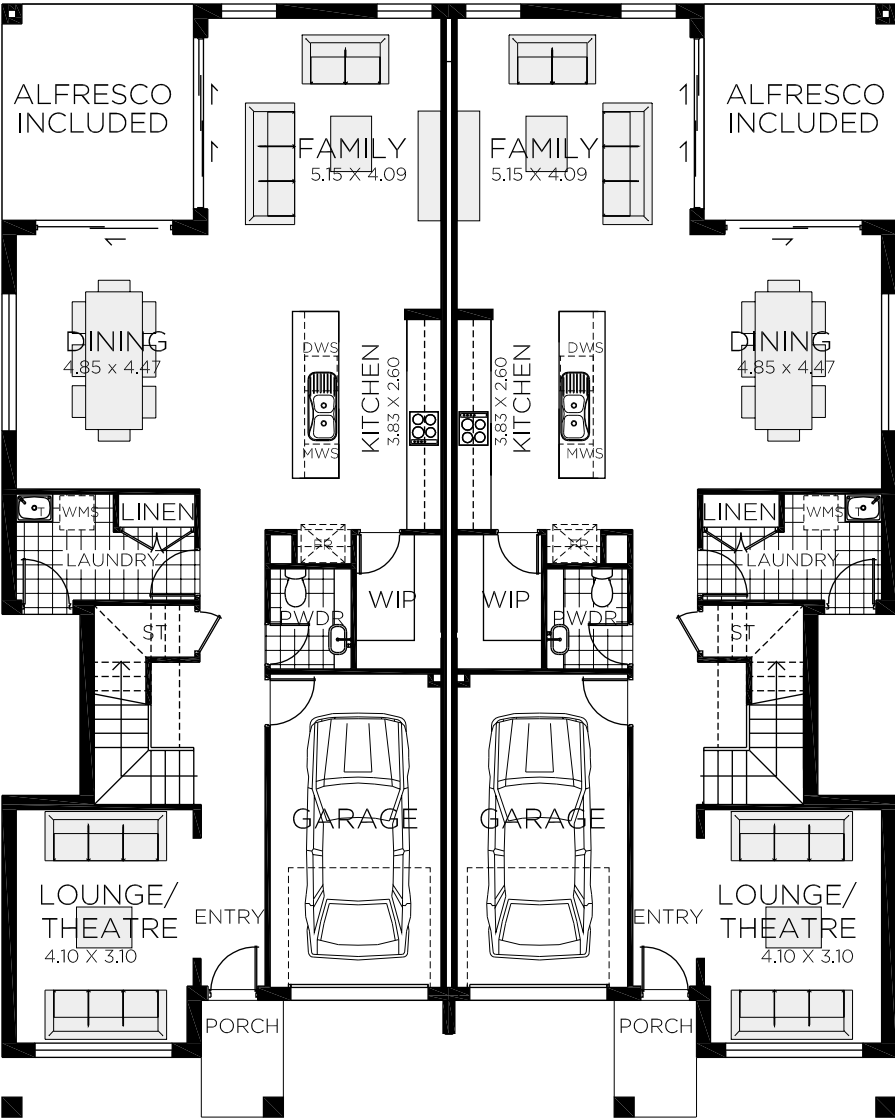 ALFRESCO
INCLUDED
FAMILY
5.15 X 4.09
FAMILY
5.15 X 4.09
ALFRESCO
INCLUDED
DINING
4.85 x 4.47
DWS
KITCHEN
3.83 X 2.60
MWS
DWS
KITCHEN
3.83 X 2.60
MWS
DINING
4.85 x 4.47
T
WMS
LINEN
LAUNDRY
FR
WIP
PWDR
ST
LINEN
WMS
T
LAUNDRY
FR
WIP
PWDR
ST
GARAGE
GARAGE
LOUNGE/
THEATRE
4.10 X 3.10
ENTRY
ENTRY
LOUNGE/
THEATRE
4.10 X 3.10
PORCH
PORCH